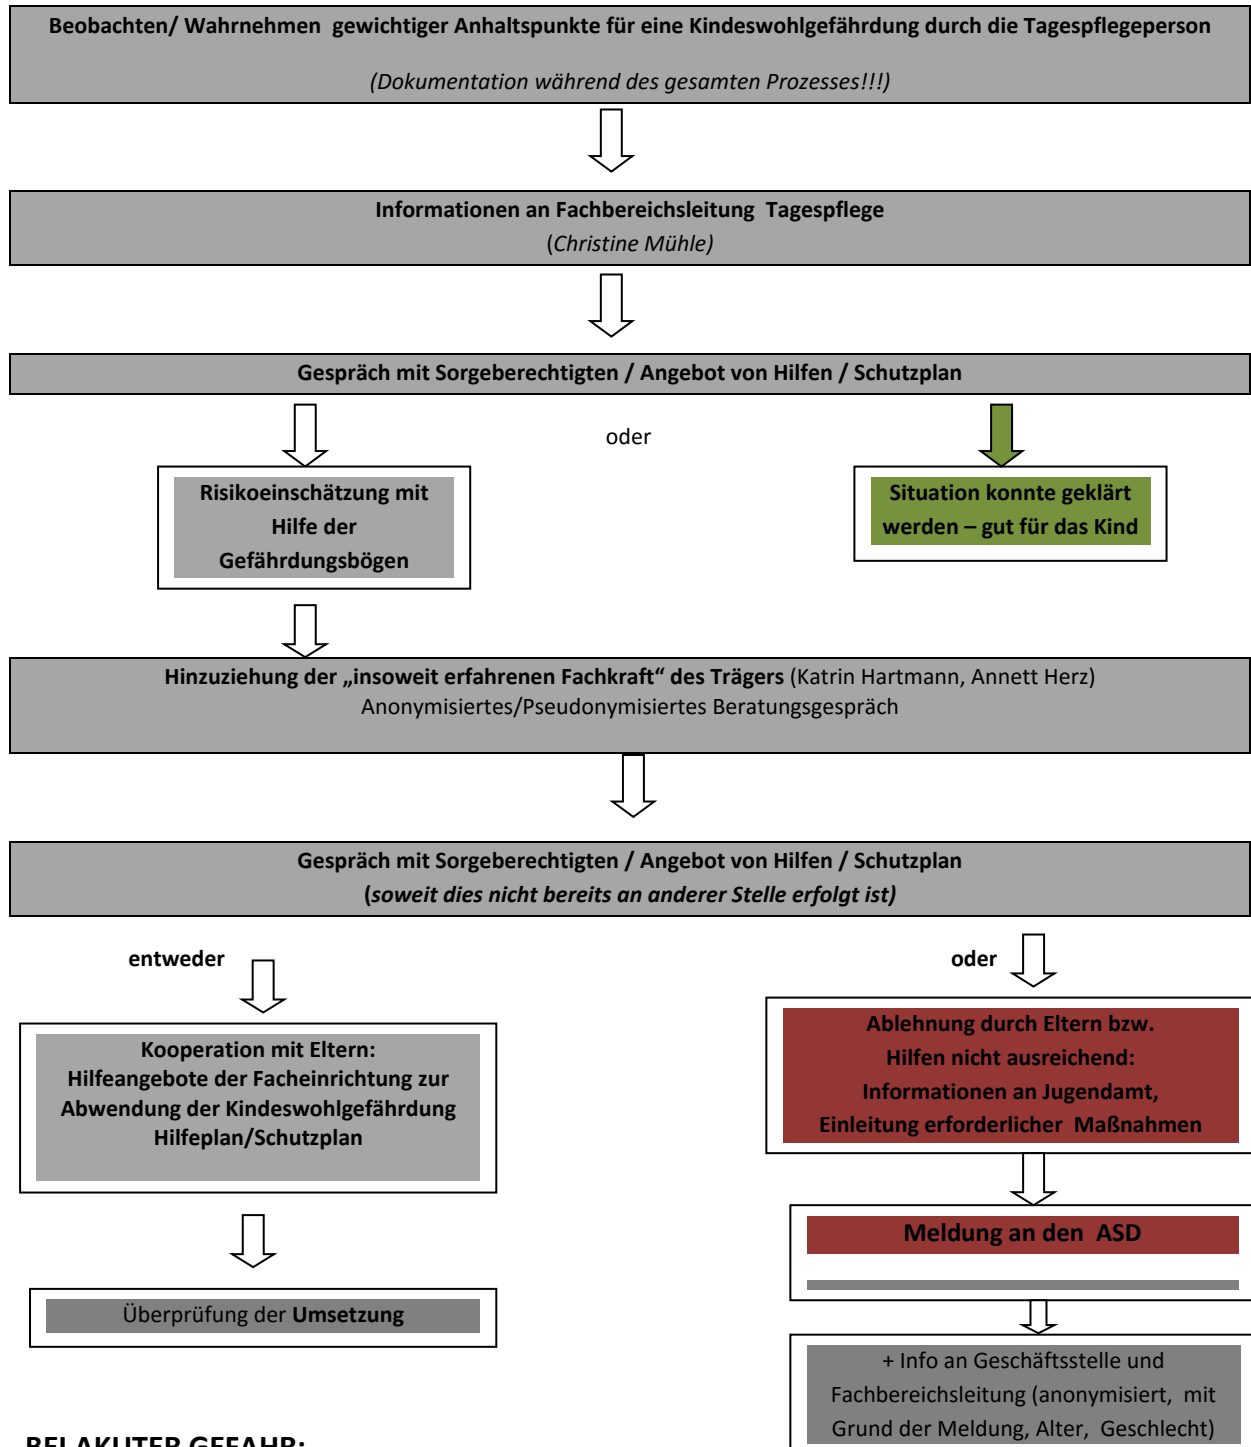 Beobachten/ Wahrnehmen  gewichtiger Anhaltspunkte für eine Kindeswohlgefährdung durch die Tagespflegeperson
(Dokumentation während des gesamten Prozesses!!!)
Informationen an Fachbereichsleitung  Tagespflege
(Christine Mühle)
Gespräch mit Sorgeberechtigten / Angebot von Hilfen / Schutzplan
oder
Risikoeinschätzung mit
Hilfe der
Gefährdungsbögen
Situation konnte geklärt
werden – gut für das Kind
Hinzuziehung der „insoweit erfahrenen Fachkraft“ des Trägers (Katrin Hartmann, Annett Herz)
Anonymisiertes/Pseudonymisiertes Beratungsgespräch
Gespräch mit Sorgeberechtigten / Angebot von Hilfen / Schutzplan
(soweit dies nicht bereits an anderer Stelle erfolgt ist)
entweder
Kooperation mit Eltern:
Hilfeangebote der Facheinrichtung zur
Abwendung der Kindeswohlgefährdung
Hilfeplan/Schutzplan
Überprüfung der Umsetzung
oder
Ablehnung durch Eltern bzw.
Hilfen nicht ausreichend:
Informationen an Jugendamt,
Einleitung erforderlicher  Maßnahmen
Meldung an den  ASD
+ Info an Geschäftsstelle und
Fachbereichsleitung (anonymisiert,  mit
Grund der Meldung, Alter,  Geschlecht)
BEI AKUTER GEFAHR: